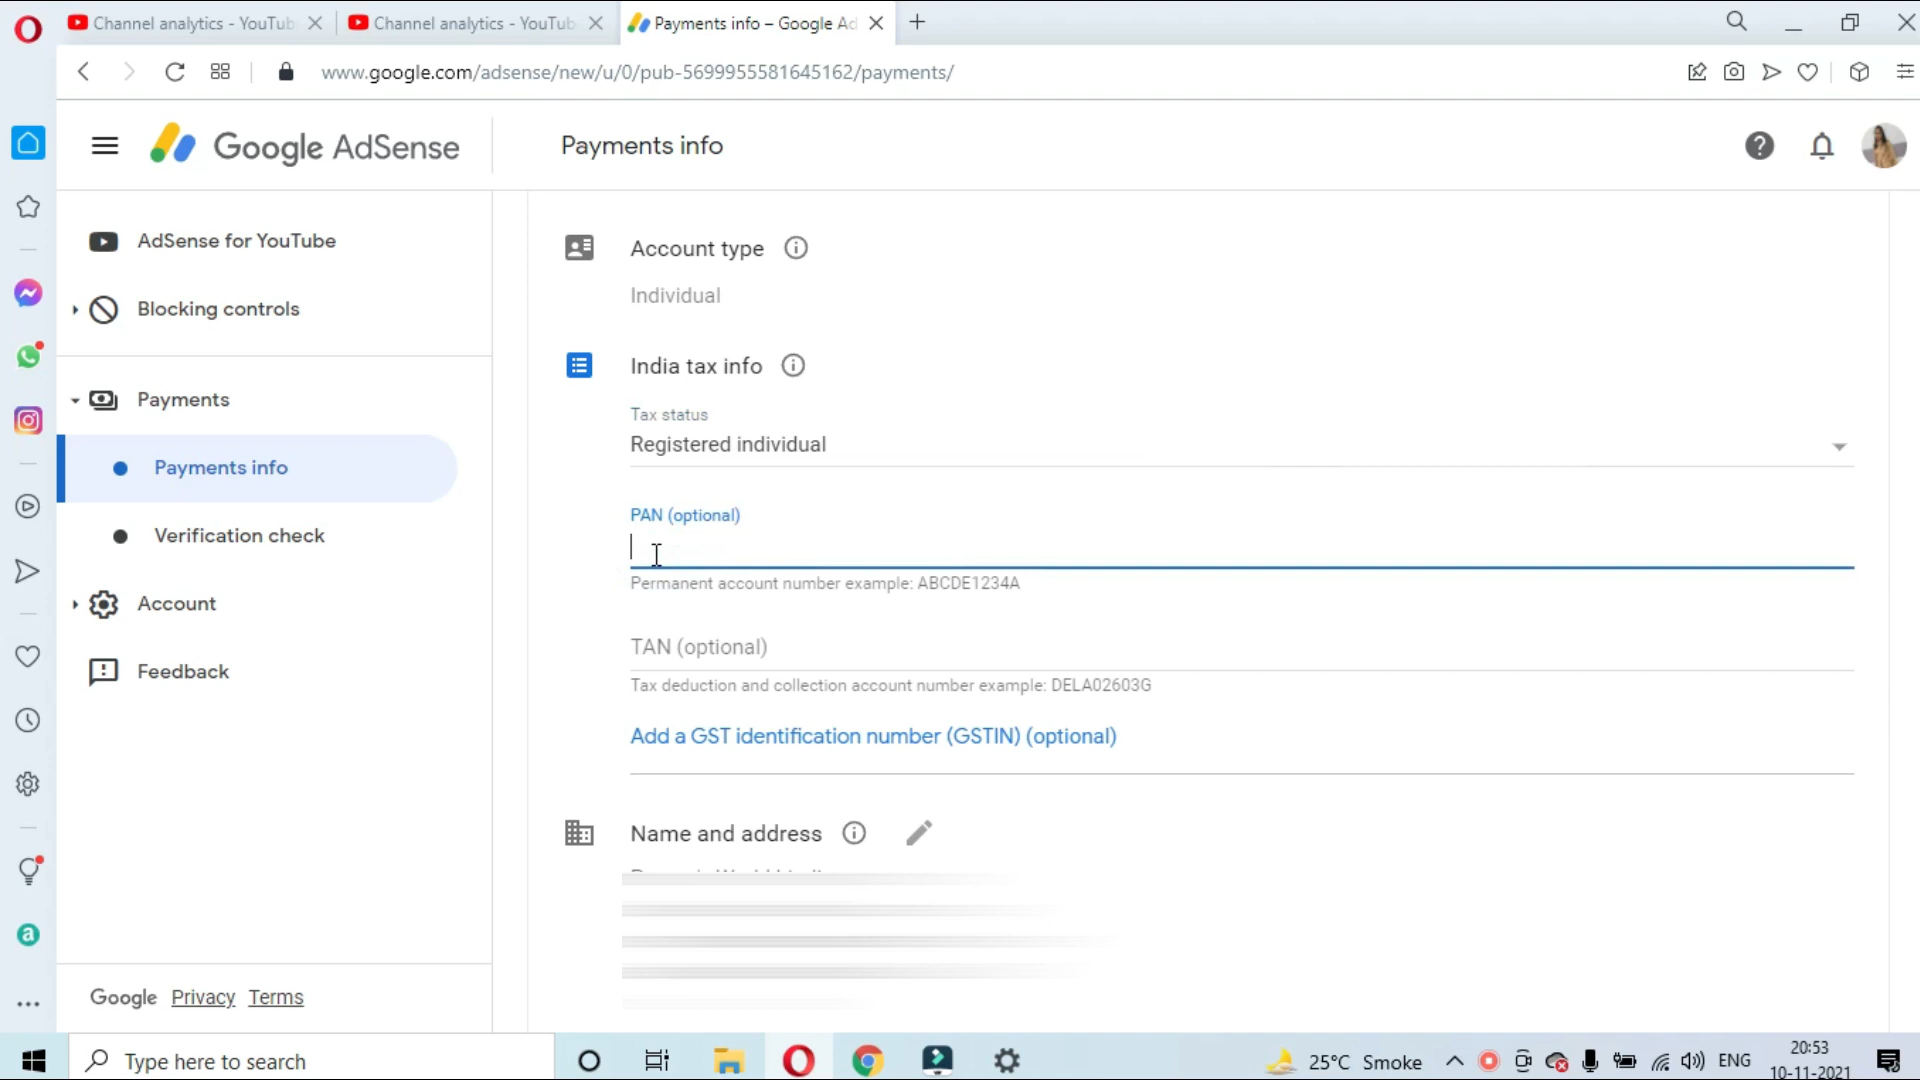 Channel analytics - YouTub
Channel analytics - YouTub
Payments info – Google Ad
www.google.com/adsense/new/u/0/pub-5699955581645162/payments/
Google AdSense
Payments info
AdSense for YouTube
Blocking controls
Payments
Payments info
Verification check
Account
Feedback
Google Privacy Terms
Account type
Individual
India tax info
Tax status
Registered individual
PAN (optional)
Permanent account number example: ABCDE1234A
TAN (optional)
Tax deduction and collection account number example: DELA02603G
Add a GST identification number (GSTIN) (optional)
Name and address
Type here to search
25°C Smoke
ENG
20:53
10-11-2021